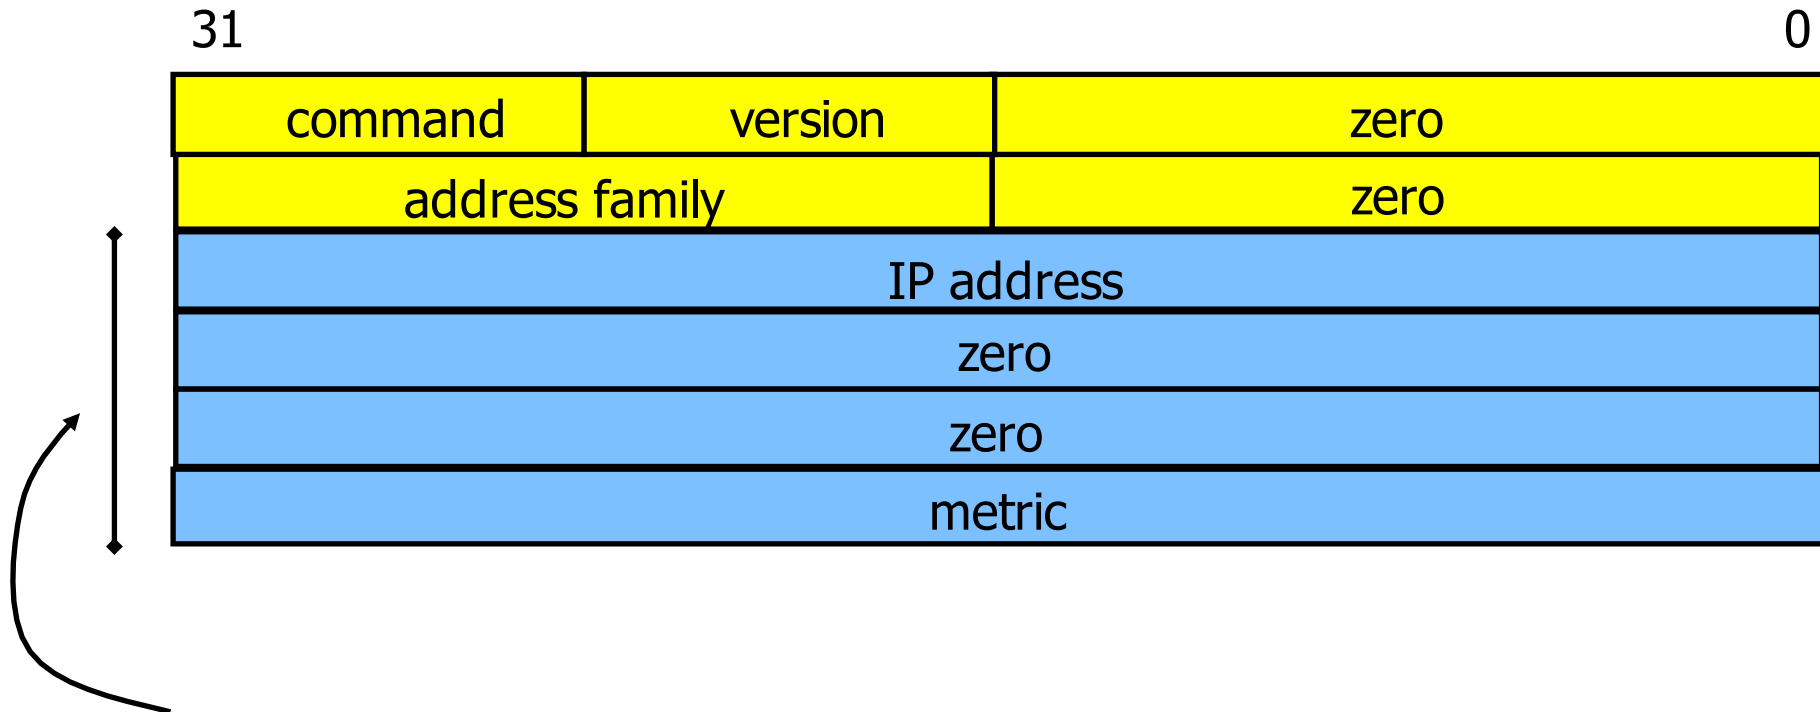 31 0
command version zero
address family zero
IP address
zero
zero
metric